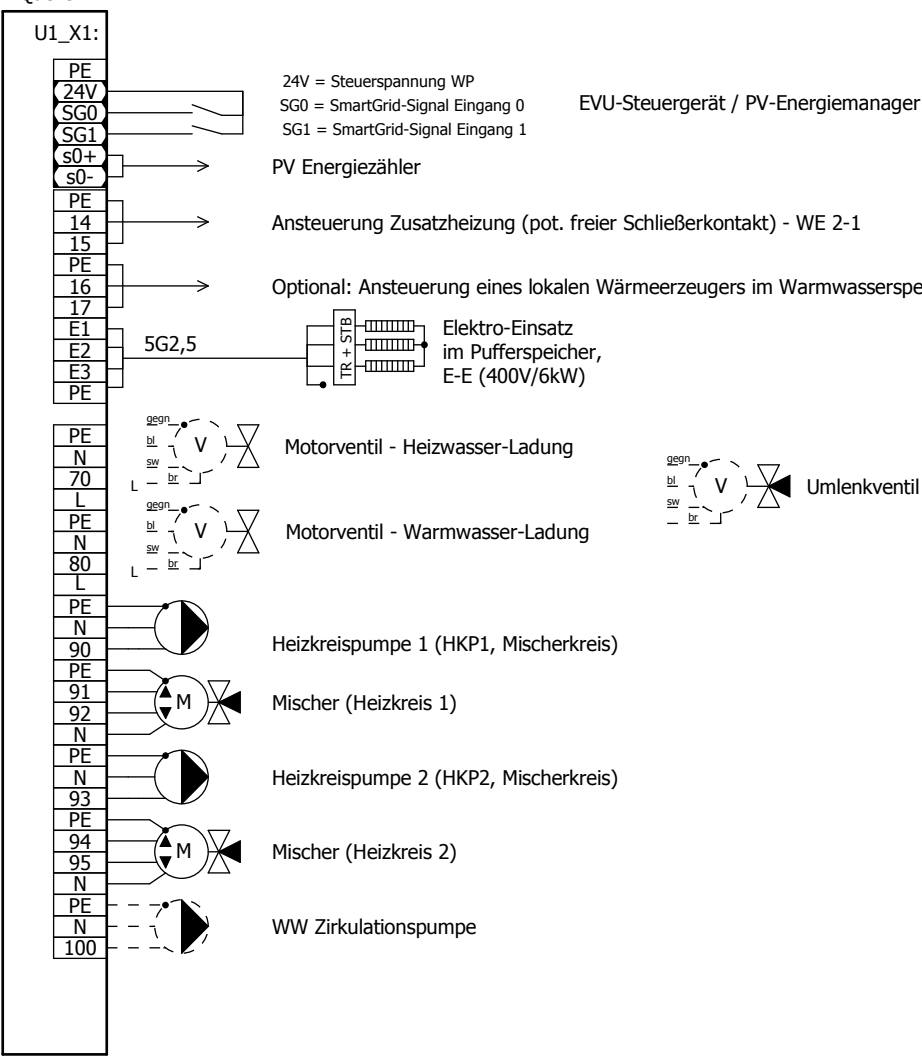 U1_X1:
PE
24V
SG0
SG1
s0+
s0-
24V = Steuerspannung WP
SG0 = SmartGrid-Signal Eingang 0
SG1 = SmartGrid-Signal Eingang 1
EVU-Steuergerät / PV-Energiemanager
PV Energiezähler
PE
14
15
Ansteuerung Zusatzheizung (pot. freier Schließerkontakt) - WE 2-1
PE
16
17
Optional: Ansteuerung eines lokalen Wärmeerzeugers im Warmwasserspe
E1
E2
E3
PE
5G2,5
TR + STB
Elektro-Einsatz
im Pufferspeicher,
E-E (400V/6kW)
PE
N
70
L
gegn
bl
sw
br
L
V
Motorventil - Heizwasser-Ladung
gegn
bl
sw
br
V
Umlenkventil
PE
N
80
L
gegn
bl
sw
br
L
V
Motorventil - Warmwasser-Ladung
PE
N
90
Heizkreispumpe 1 (HKP1, Mischerkreis)
PE
91
92
N
M
Mischer (Heizkreis 1)
PE
N
93
Heizkreispumpe 2 (HKP2, Mischerkreis)
PE
94
95
N
M
Mischer (Heizkreis 2)
PE
N
100
WW Zirkulationspumpe